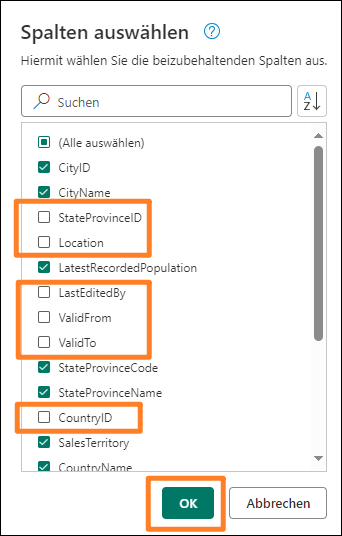 Spalten auswählen ?
Hiermit wählen Sie die beizubehaltenden Spalten aus.
Suchen
A
Z
(Alle auswählen)
CityID
CityName
StateProvinceID
Location
LatestRecordedPopulation
LastEditedBy
ValidFrom
ValidTo
StateProvinceCode
StateProvinceName
CountryID
SalesTerritory
CountryName
OK Abbrechen